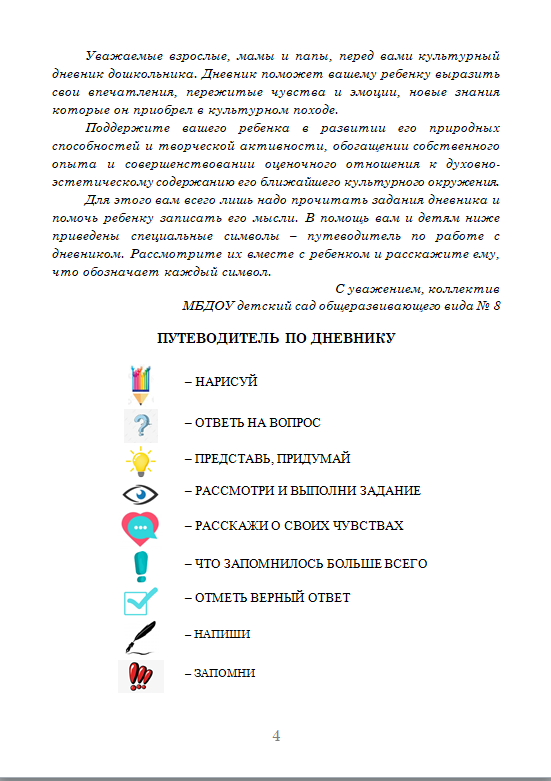 Уважаемые взрослые, мамы и папы, перед вами культурный
дневник дошкольника. Дневник поможет вашему ребенку выразить
свои впечатления, пережитые чувства и эмоции, новые знания
которые он приобрел в культурном походе.
Поддержите вашего ребенка в развитии его природных
способностей и творческой активности, обогащении собственного
опыта и совершенствовании оценочного отношения к духовно-
эстетическому содержанию его ближайшего культурного окружения.
Для этого вам всего лишь надо прочитать задания дневника и
помочь ребенку записать его мысли. В помощь вам и детям ниже
приведены специальные символы – путеводитель по работе с
дневником. Рассмотрите их вместе с ребенком и расскажите ему,
что обозначает каждый символ.
С уважением, коллектив
МБДОУ детский сад общеразвивающего вида № 8
ПУТЕВОДИТЕЛЬ ПО ДНЕВНИКУ
– НАРИСУЙ
– ОТВЕТЬ НА ВОПРОС
– ПРЕДСТАВЬ, ПРИДУМАЙ
– РАССМОТРИ И ВЫПОЛНИ ЗАДАНИЕ
– РАССКАЖИ О СВОИХ ЧУВСТВАХ
– ЧТО ЗАПОМНИЛОСЬ БОЛЬШЕ ВСЕГО
– ОТМЕТЬ ВЕРНЫЙ ОТВЕТ
– НАПИШИ
– ЗАПОМНИ
4